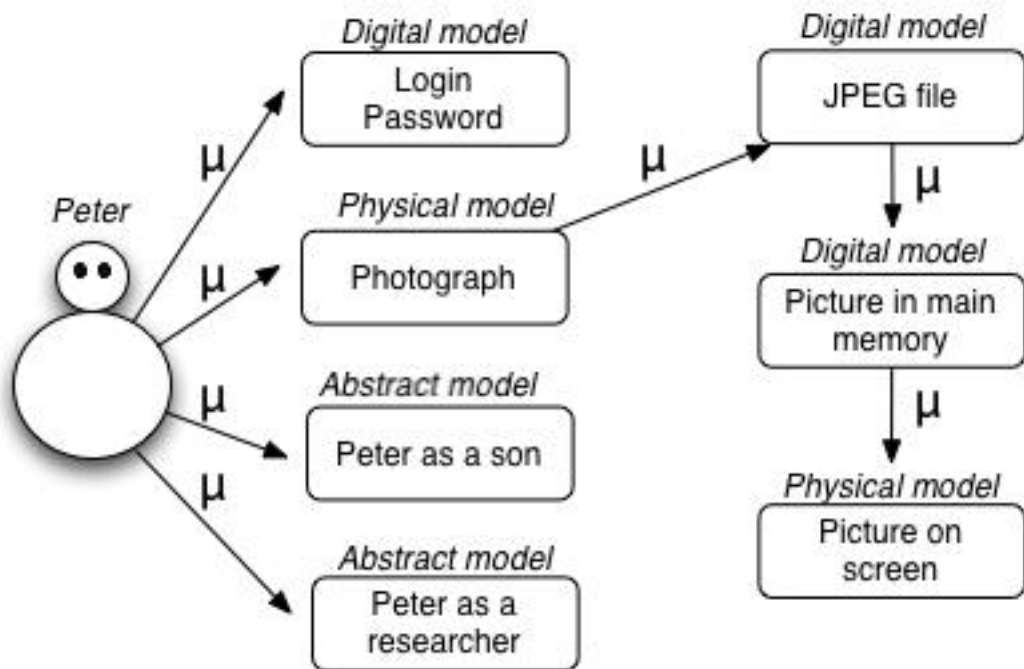 Peter
μ
μ
μ
μ
Digital model
Login
Password
Physical model
Photograph
Abstract model
Peter as a son
Abstract model
Peter as a
researcher
μ
Digital model
JPEG file
μ
Digital model
Picture in main
memory
μ
Physical model
Picture on
screen